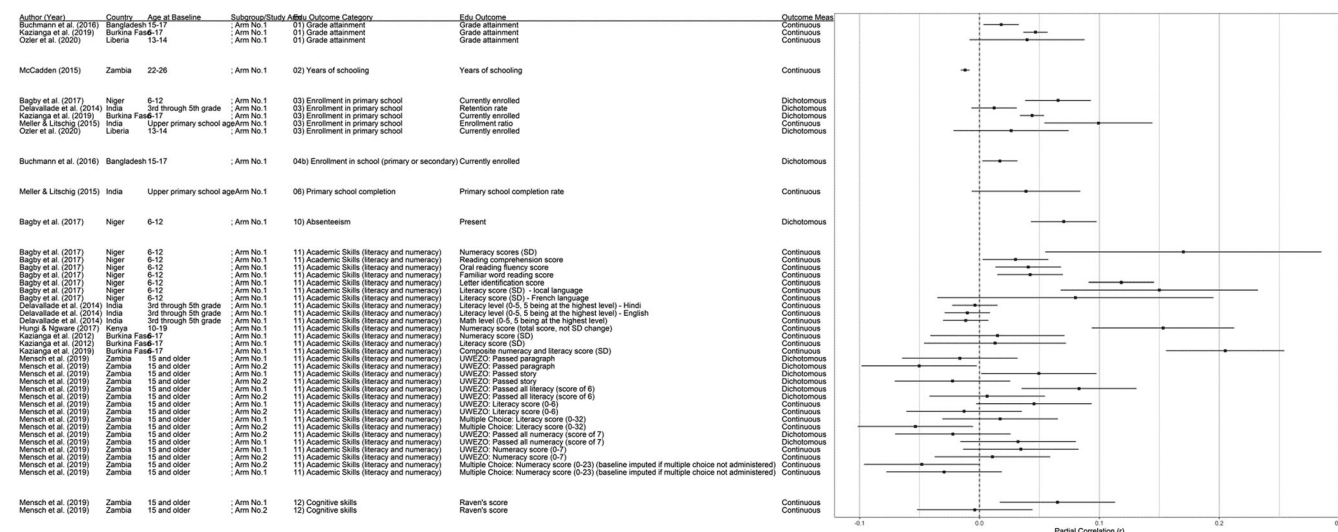 Author (Year) Country Age at Baseline Subgroup/Study Arm Edu Outcome Category Edu Outcome Outcome Meas
Buchmann et al. (2016) Bangladesh 15-17 ; Arm No.1 01) Grade attainment Grade attainment Continuous
Kazianga et al. (2019) Burkina Faso 6-17 ; Arm No.1 01) Grade attainment Grade attainment Continuous
Ozler et al. (2020) Liberia 13-14 ; Arm No.1 01) Grade attainment Grade attainment Continuous
McCadden (2015) Zambia 22-26 ; Arm No.1 02) Years of schooling Years of schooling Continuous
Bagby et al. (2017) Niger 6-12 ; Arm No.1 03) Enrollment in primary school Currently enrolled Dichotomous
Delavallade et al. (2014) India 3rd through 5th grade ; Arm No.1 03) Enrollment in primary school Retention rate Dichotomous
Kazianga et al. (2019) Burkina Faso 6-17 ; Arm No.1 03) Enrollment in primary school Currently enrolled Dichotomous
Meller & Litschig (2015) India Upper primary school age Arm No.1 03) Enrollment in primary school Enrollment ratio Continuous
Ozler et al. (2020) Liberia 13-14 ; Arm No.1 03) Enrollment in primary school Currently enrolled Dichotomous
Buchmann et al. (2016) Bangladesh 15-17 ; Arm No.1 04b) Enrollment in school (primary or secondary) Currently enrolled Dichotomous
Meller & Litschig (2015) India Upper primary school age Arm No.1 06) Primary school completion Primary school completion rate Continuous
Bagby et al. (2017) Niger 6-12 ; Arm No.1 10) Absenteeism Present Dichotomous
Bagby et al. (2017) Niger 6-12 ; Arm No.1 11) Academic Skills (literacy and numeracy) Numeracy scores (SD) Continuous
Bagby et al. (2017) Niger 6-12 ; Arm No.1 11) Academic Skills (literacy and numeracy) Reading comprehension score Continuous
Bagby et al. (2017) Niger 6-12 ; Arm No.1 11) Academic Skills (literacy and numeracy) Oral reading fluency score Continuous
Bagby et al. (2017) Niger 6-12 ; Arm No.1 11) Academic Skills (literacy and numeracy) Familiar word reading score Continuous
Bagby et al. (2017) Niger 6-12 ; Arm No.1 11) Academic Skills (literacy and numeracy) Letter identification score Continuous
Bagby et al. (2017) Niger 6-12 ; Arm No.1 11) Academic Skills (literacy and numeracy) Literacy score (SD) - local language Continuous
Bagby et al. (2017) Niger 6-12 ; Arm No.1 11) Academic Skills (literacy and numeracy) Literacy score (SD) - French language Continuous
Delavallade et al. (2014) India 3rd through 5th grade ; Arm No.1 11) Academic Skills (literacy and numeracy) Literacy level (0-5, 5 being at the highest level) - Hindi Continuous
Delavallade et al. (2014) India 3rd through 5th grade ; Arm No.1 11) Academic Skills (literacy and numeracy) Literacy level (0-5, 5 being at the highest level) - English Continuous
Delavallade et al. (2014) India 3rd through 5th grade ; Arm No.1 11) Academic Skills (literacy and numeracy) Math level (0-5, 5 being at the highest level) Continuous
Hungi & Ngware (2017) Kenya 10-19 ; Arm No.1 11) Academic Skills (literacy and numeracy) Numeracy score (total score, not SD change) Continuous
Kazianga et al. (2012) Burkina Faso 6-17 ; Arm No.1 11) Academic Skills (literacy and numeracy) Numeracy score (SD) Continuous
Kazianga et al. (2012) Burkina Faso 6-17 ; Arm No.1 11) Academic Skills (literacy and numeracy) Literacy score (SD) Continuous
Kazianga et al. (2019) Burkina Faso 6-17 ; Arm No.1 11) Academic Skills (literacy and numeracy) Composite numeracy and literacy score (SD) Continuous
Mensch et al. (2019) Zambia 15 and older ; Arm No.1 11) Academic Skills (literacy and numeracy) UWEZO: Passed paragraph Dichotomous
Mensch et al. (2019) Zambia 15 and older ; Arm No.2 11) Academic Skills (literacy and numeracy) UWEZO: Passed paragraph Dichotomous
Mensch et al. (2019) Zambia 15 and older ; Arm No.1 11) Academic Skills (literacy and numeracy) UWEZO: Passed story Dichotomous
Mensch et al. (2019) Zambia 15 and older ; Arm No.2 11) Academic Skills (literacy and numeracy) UWEZO: Passed story Dichotomous
Mensch et al. (2019) Zambia 15 and older ; Arm No.1 11) Academic Skills (literacy and numeracy) UWEZO: Passed all literacy (score of 6) Dichotomous
Mensch et al. (2019) Zambia 15 and older ; Arm No.2 11) Academic Skills (literacy and numeracy) UWEZO: Passed all literacy (score of 6) Dichotomous
Mensch et al. (2019) Zambia 15 and older ; Arm No.1 11) Academic Skills (literacy and numeracy) UWEZO: Literacy score (0-6) Continuous
Mensch et al. (2019) Zambia 15 and older ; Arm No.2 11) Academic Skills (literacy and numeracy) UWEZO: Literacy score (0-6) Continuous
Mensch et al. (2019) Zambia 15 and older ; Arm No.1 11) Academic Skills (literacy and numeracy) Multiple Choice: Literacy score (0-32) Continuous
Mensch et al. (2019) Zambia 15 and older ; Arm No.2 11) Academic Skills (literacy and numeracy) Multiple Choice: Literacy score (0-32) Continuous
Mensch et al. (2019) Zambia 15 and older ; Arm No.2 11) Academic Skills (literacy and numeracy) UWEZO: Passed all numeracy (score of 7) Dichotomous
Mensch et al. (2019) Zambia 15 and older ; Arm No.1 11) Academic Skills (literacy and numeracy) UWEZO: Passed all numeracy (score of 7) Dichotomous
Mensch et al. (2019) Zambia 15 and older ; Arm No.1 11) Academic Skills (literacy and numeracy) UWEZO: Numeracy score (0-7) Continuous
Mensch et al. (2019) Zambia 15 and older ; Arm No.2 11) Academic Skills (literacy and numeracy) UWEZO: Numeracy score (0-7) Continuous
Mensch et al. (2019) Zambia 15 and older ; Arm No.2 11) Academic Skills (literacy and numeracy) Multiple Choice: Numeracy score (0-23) (baseline imputed if multiple choice not administered) Continuous
Mensch et al. (2019) Zambia 15 and older ; Arm No.1 11) Academic Skills (literacy and numeracy) Multiple Choice: Numeracy score (0-23) (baseline imputed if multiple choice not administered) Continuous
Mensch et al. (2019) Zambia 15 and older ; Arm No.1 12) Cognitive skills Raven's score Continuous
Mensch et al. (2019) Zambia 15 and older ; Arm No.2 12) Cognitive skills Raven's score Continuous
-0.1 0.0 0.1 0.2
Partial Correlation (r)